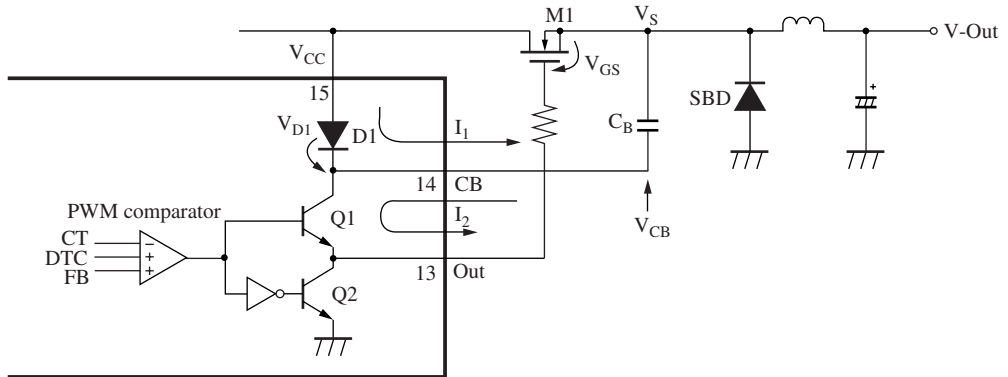 M1
V_S
V-Out
V_CC
V_GS
15
SBD
V_D1
D1
I_1
C_B
14
CB
PWM comparator
Q1
I_2
V_CB
CT
−
DTC
+
FB
+
13
Out
Q2
+